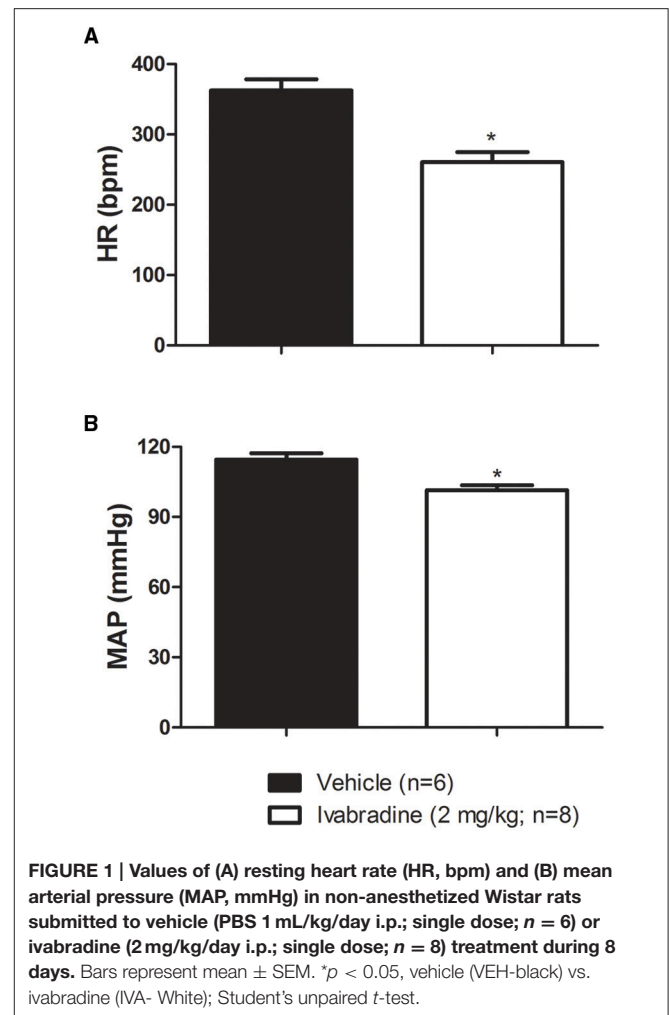 A
400
300
200
100
0
HR (bpm)
*
B
120
90
60
30
0
MAP (mmHg)
*
Vehicle (n=6)
Ivabradine (2 mg/kg; n=8)
FIGURE 1 | Values of (A) resting heart rate (HR, bpm) and (B) mean
arterial pressure (MAP, mmHg) in non-anesthetized Wistar rats
submitted to vehicle (PBS 1 mL/kg/day i.p.; single dose; n = 6) or
ivabradine (2 mg/kg/day i.p.; single dose; n = 8) treatment during 8
days. Bars represent mean ± SEM. *p < 0.05, vehicle (VEH-black) vs.
ivabradine (IVA- White); Student's unpaired t-test.